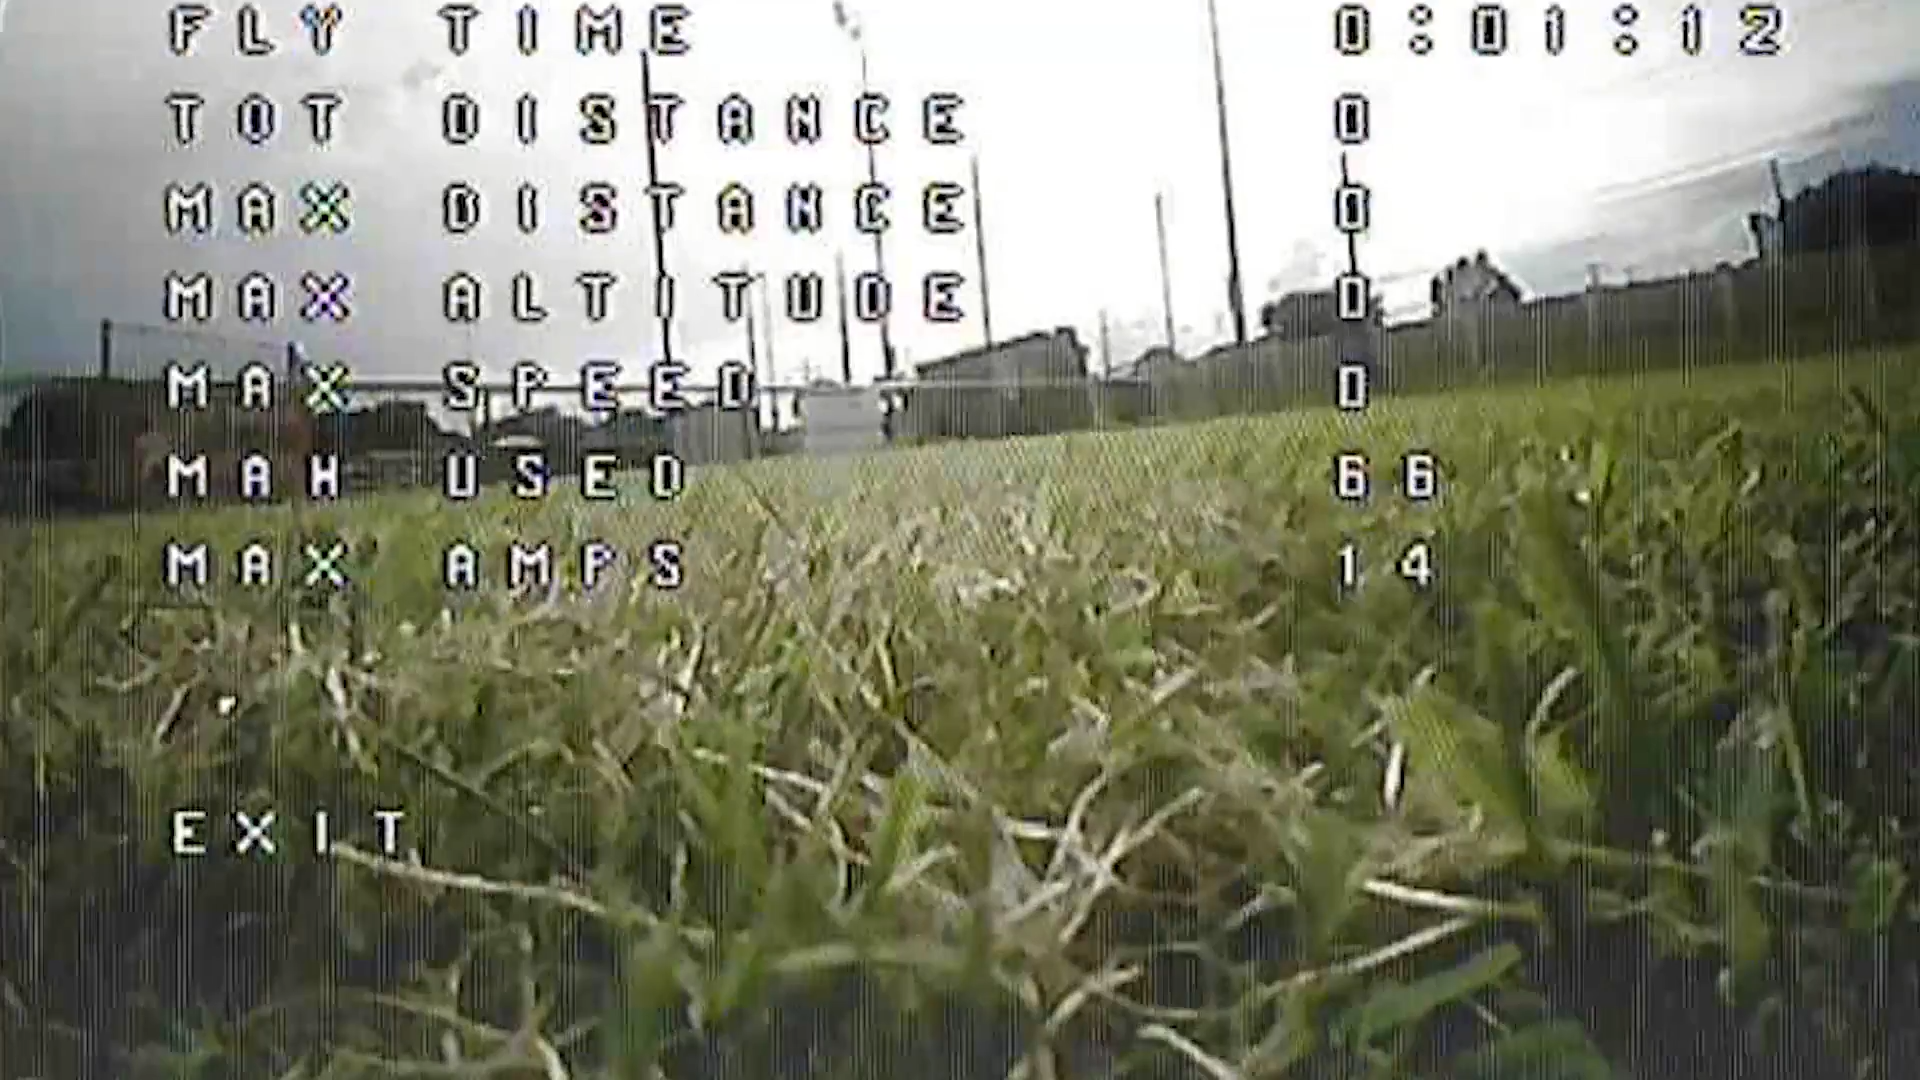 FLY TIME 0:01:12
TOT DISTANCE 0
MAX DISTANCE 0
MAX ALTITUDE 0
MAX SPEED 0
MAH USED 66
MAX AMPS 14
EXIT